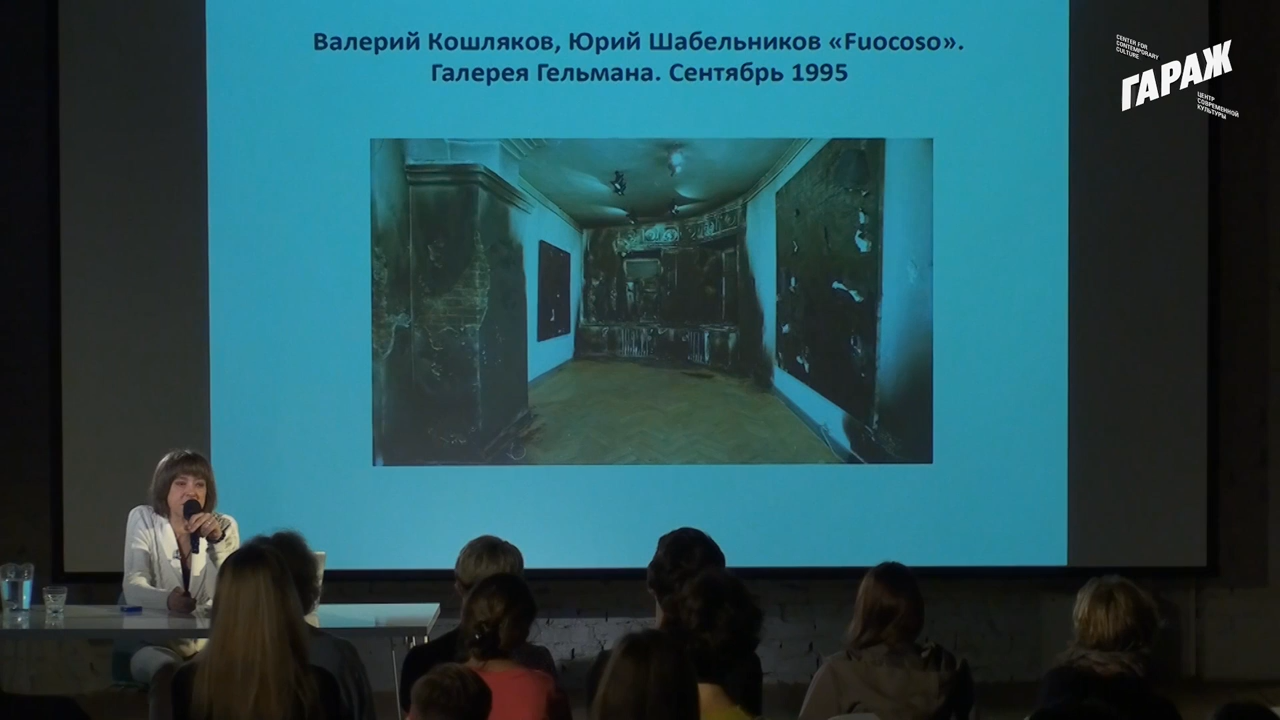 Валерий Кошляков, Юрий Шабельников «Fuocoso».
Галерея Гельмана. Сентябрь 1995
CENTER FOR
CONTEMPORARY
CULTURE
ГАРАЖ
ЦЕНТР
СОВРЕМЕННОЙ
КУЛЬТУРЫ